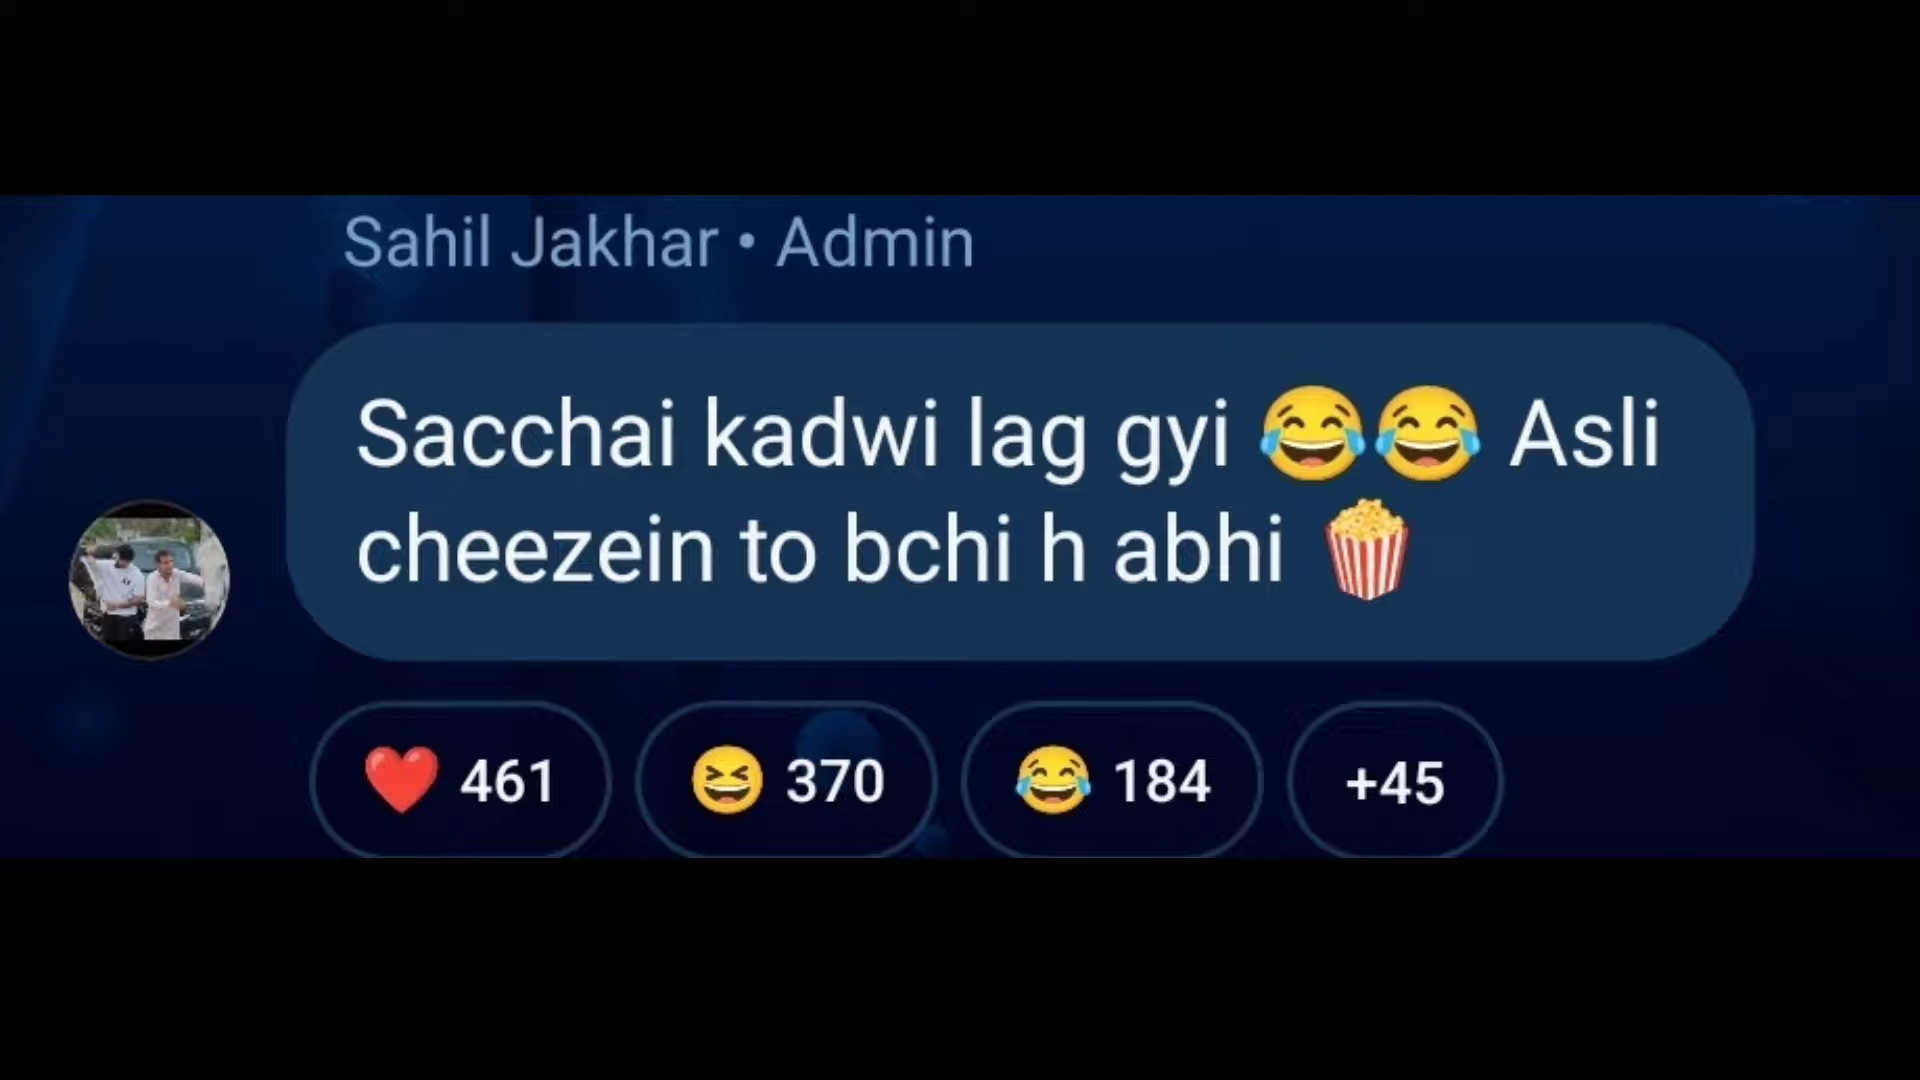 Sahil Jakhar • Admin
Sacchai kadwi lag gyi 😂😂 Asli
cheezein to bchi h abhi 🍿
❤️ 461 😆 370 😂 184 +45